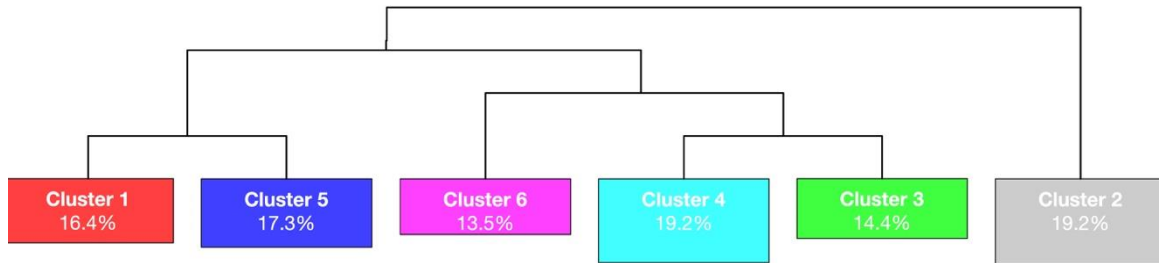 Cluster 1
16.4%
Cluster 5
17.3%
Cluster 6
13.5%
Cluster 4
19.2%
Cluster 3
14.4%
Cluster 2
19.2%